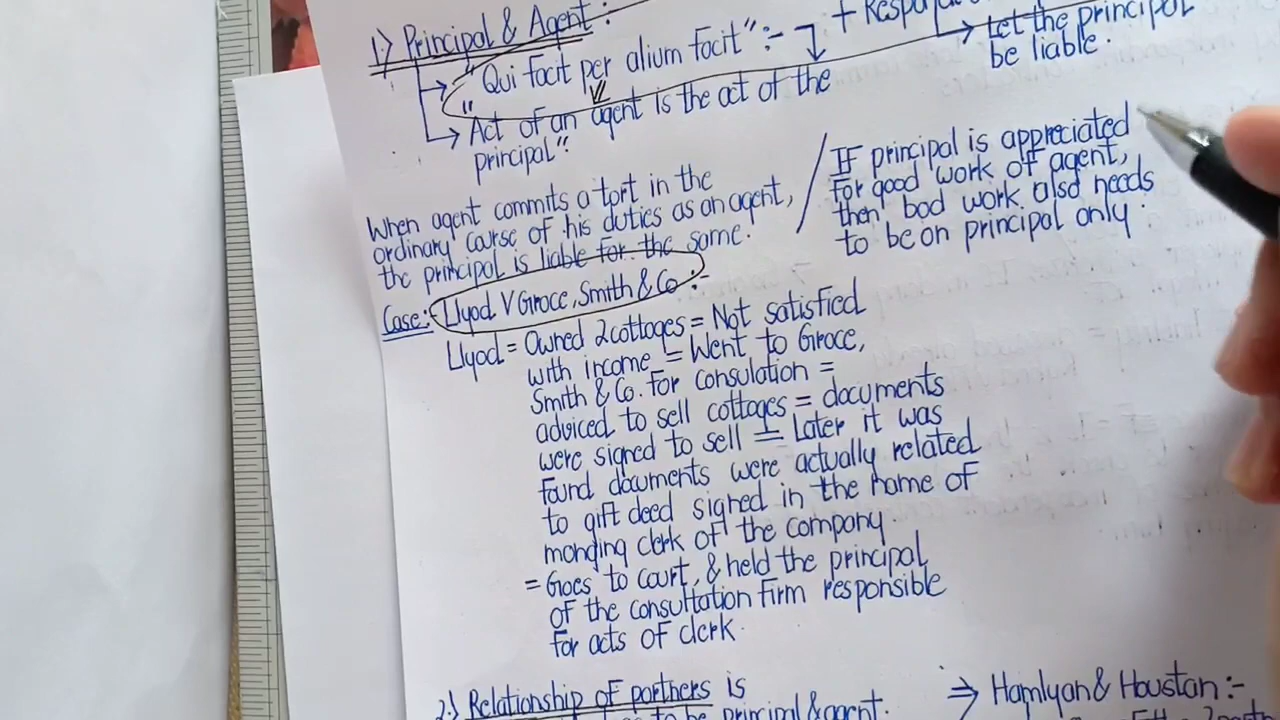 1:) Principal & Agent :
"Qui facit per alium facit" :-
+
Let the principal
be liable.
Act of an agent is the act of the
principal".
When agent commits a tort in the
ordinary course of his duties as an agent,
the principal is liable for the same.
IF principal is appreciated
for good work of agent,
then bad work also needs
to be on principal only.
Case:- Llyod V Grace, Smith & Co :-
Llyod = Owned 2 cottages = Not satisfied
with income = Went to Grace,
Smith & Co. For Consulation =
adviced to sell cottages = documents
were signed to sell = Later it was
found documents were actually related
to gift deed signed in the name of
manging clerk of the company.
= Goes to court, & held the principal
of the consultation firm responsible
for acts of clerk.
2:) Relationship of partners is
to be principal & agent.
⇒ Hamlyan & Houstan :-